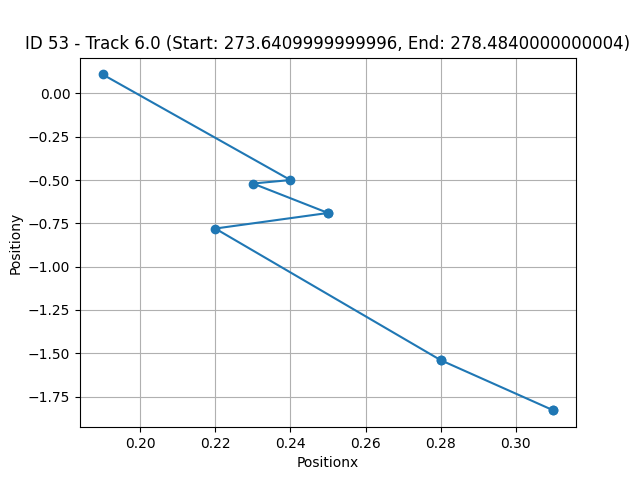 ID 53 - Track 6.0 (Start: 273.6409999999996, End: 278.4840000000004)
0.00
−0.25
−0.50
−0.75
−1.00
−1.25
−1.50
−1.75
Positiony
0.20 0.22 0.24 0.26 0.28 0.30
Positionx